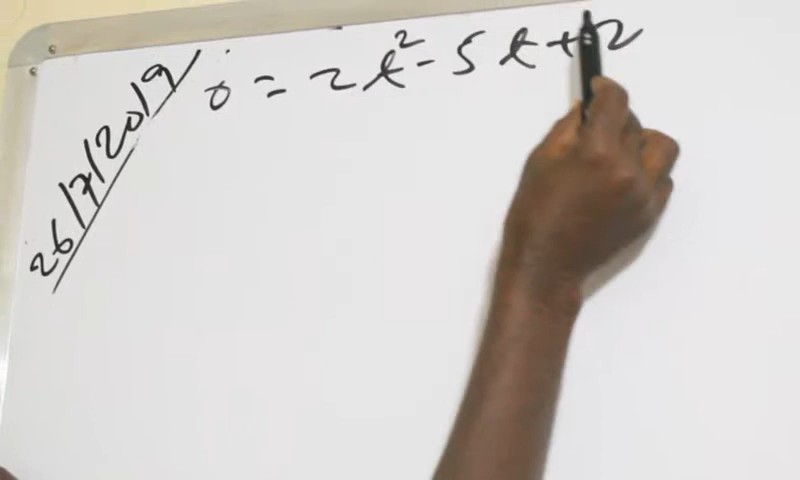 26/7/2019
0 = 2t² - 5t + 2